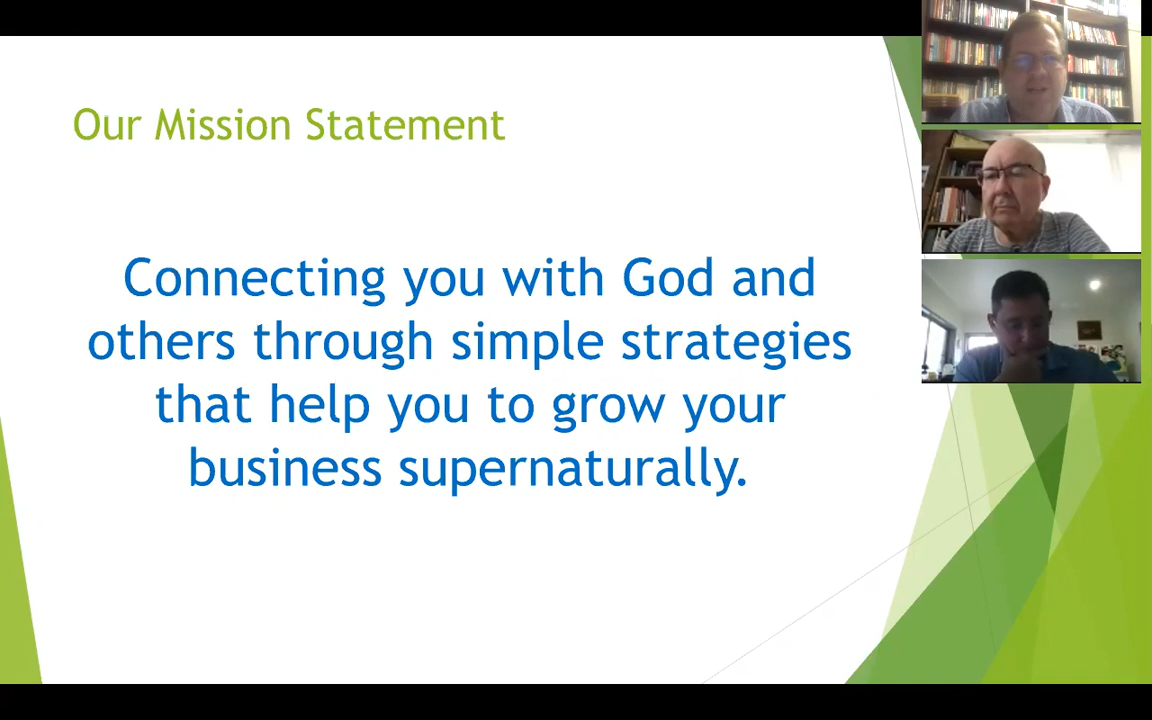 Our Mission Statement
Connecting you with God and
others through simple strategies
that help you to grow your
business supernaturally.